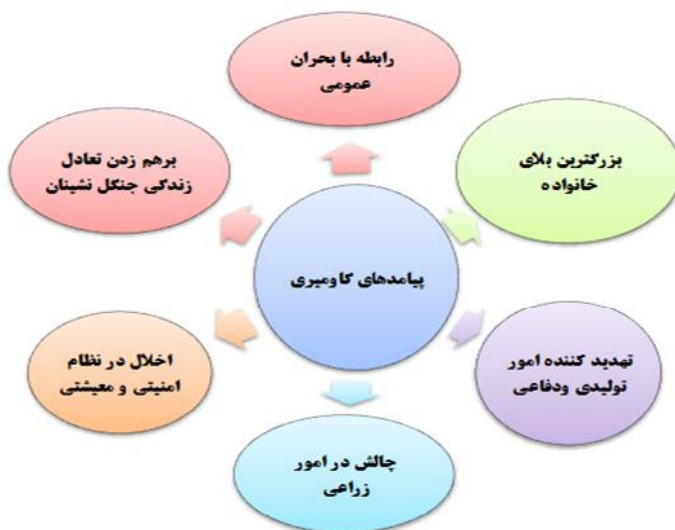 رابطه با بحران
عمومی
بزرگترین بلای
خانواده
برهم زدن تعادل
زندگی جنگل نشینان
پیامدهای گاومیری
تهدید کننده امور
تولیدی ودفاعی
اخلال در نظام
امنیتی و معیشتی
چالش در امور
زراعی